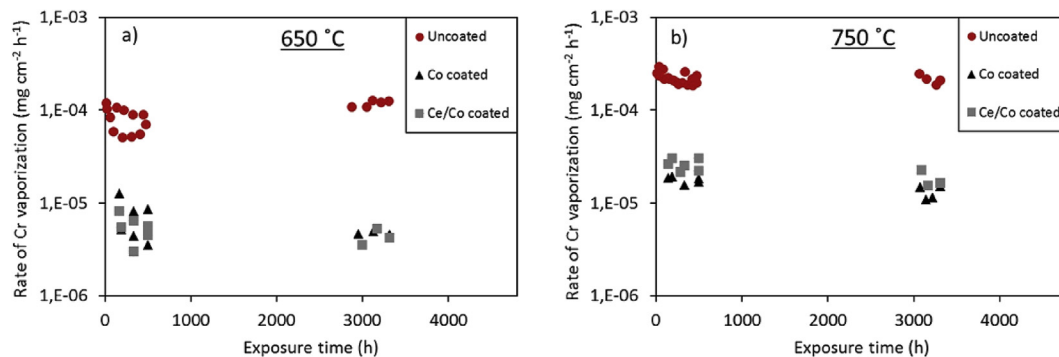 a)
650 ˚C
Uncoated
Co coated
Ce/Co coated
1,E-03
1,E-04
1,E-05
1,E-06
Rate of Cr vaporization (mg cm⁻² h⁻¹)
0 1000 2000 3000 4000
Exposure time (h)
b)
750 ˚C
Uncoated
Co coated
Ce/Co coated
1,E-03
1,E-04
1,E-05
1,E-06
Rate of Cr vaporization (mg cm⁻² h⁻¹)
0 1000 2000 3000 4000
Exposure time (h)